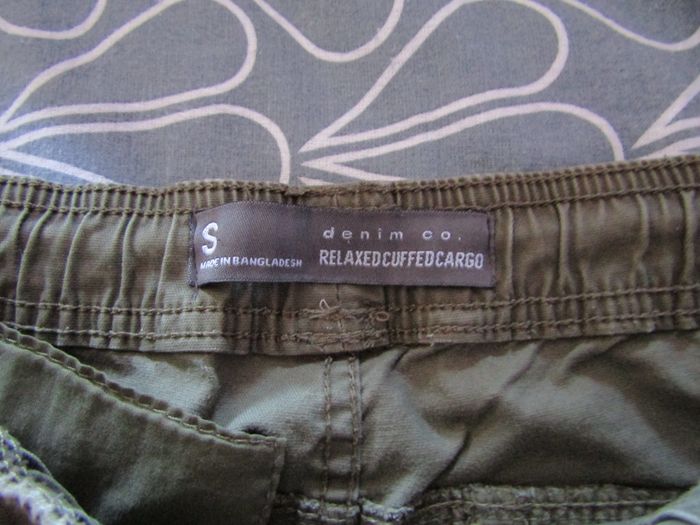 S
MADE IN BANGLADESH
denim co.
RELAXED CUFFED CARGO